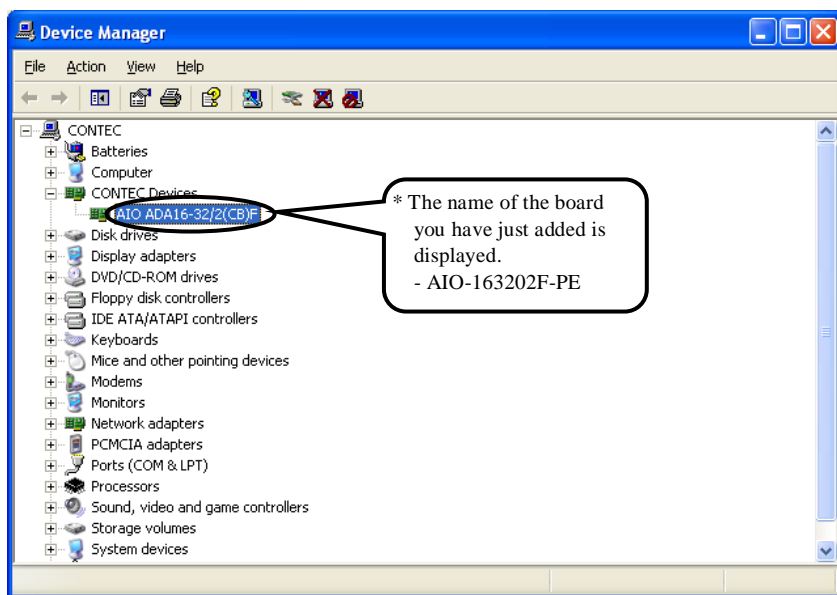 Device Manager
File Action View Help
CONTEC
Batteries
Computer
CONTEC Devices
AIO ADA16-32/2(CB)F
Disk drives
Display adapters
DVD/CD-ROM drives
Floppy disk controllers
IDE ATA/ATAPI controllers
Keyboards
Mice and other pointing devices
Modems
Monitors
Network adapters
PCMCIA adapters
Ports (COM & LPT)
Processors
Sound, video and game controllers
Storage volumes
System devices
* The name of the board
you have just added is
displayed.
- AIO-163202F-PE